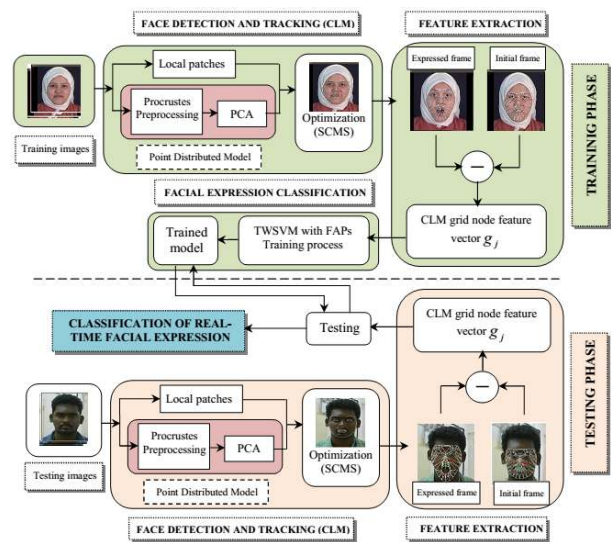 FACE DETECTION AND TRACKING (CLM)
FEATURE EXTRACTION
Local patches
Procrustes
Preprocessing
PCA
Optimization
(SCMS)
Point Distributed Model
Training images
Expressed frame
Initial frame
CLM grid node feature
vector g j
TRAININIG PHASE
FACIAL EXPRESSION CLASSIFICATION
Trained
model
TWSVM with FAPs
Training process
CLASSIFICATION OF REAL-
TIME FACIAL EXPRESSION
Testing
CLM grid node feature
vector g j
TESTING PHASE
Local patches
Procrustes
Preprocessing
PCA
Optimization
(SCMS)
Point Distributed Model
Testing images
Expressed frame
Initial frame
FACE DETECTION AND TRACKING (CLM)
FEATURE EXTRACTION